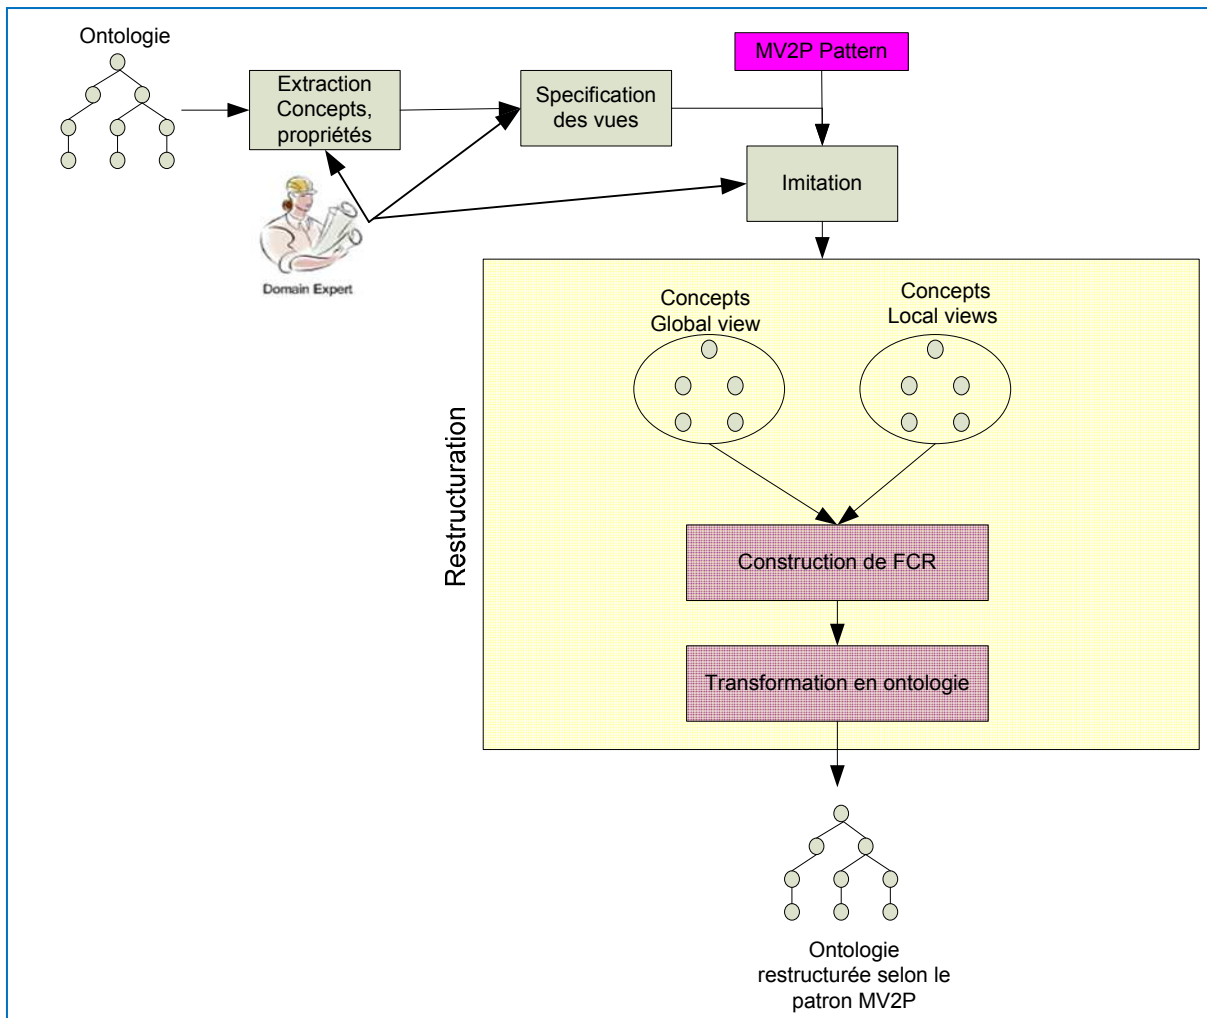 Ontologie
MV2P Pattern
Extraction
Concepts,
propriétés
Specification
des vues
Imitation
Domain Expert
Concepts
Global view
Concepts
Local views
Restructuration
Construction de FCR
Transformation en ontologie
Ontologie
restructurée selon le
patron MV2P